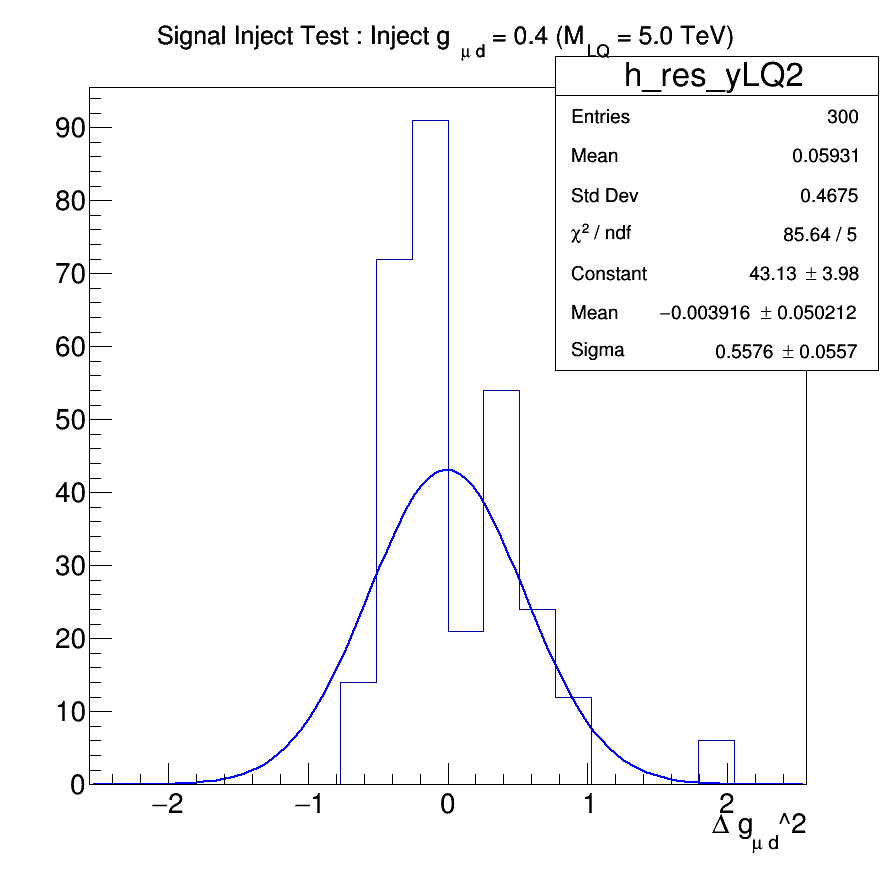 Signal Inject Test : Inject g μ d = 0.4 (M LQ = 5.0 TeV)
h_res_yLQ2
Entries 300
Mean 0.05931
Std Dev 0.4675
χ² / ndf 85.64 / 5
Constant 43.13 ± 3.98
Mean −0.003916 ± 0.050212
Sigma 0.5576 ± 0.0557
90
80
70
60
50
40
30
20
10
0
−2 −1 0 1 2
Δ g μ d ^2